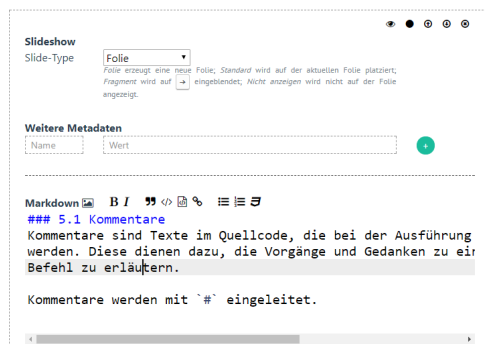 Slideshow
Slide-Type Folie
Folie erzeugt eine neue Folie; Standard wird auf der aktuellen Folie platziert;
Fragment wird auf → eingeblendet; Nicht anzeigen wird nicht auf der Folie
angezeigt.
Weitere Metadaten
Name Wert
Markdown B I
### 5.1 Kommentare
Kommentare sind Texte im Quellcode, die bei der Ausführung
werden. Diese dienen dazu, die Vorgänge und Gedanken zu
Befehl zu erläutern.
Kommentare werden mit `#` eingeleitet.